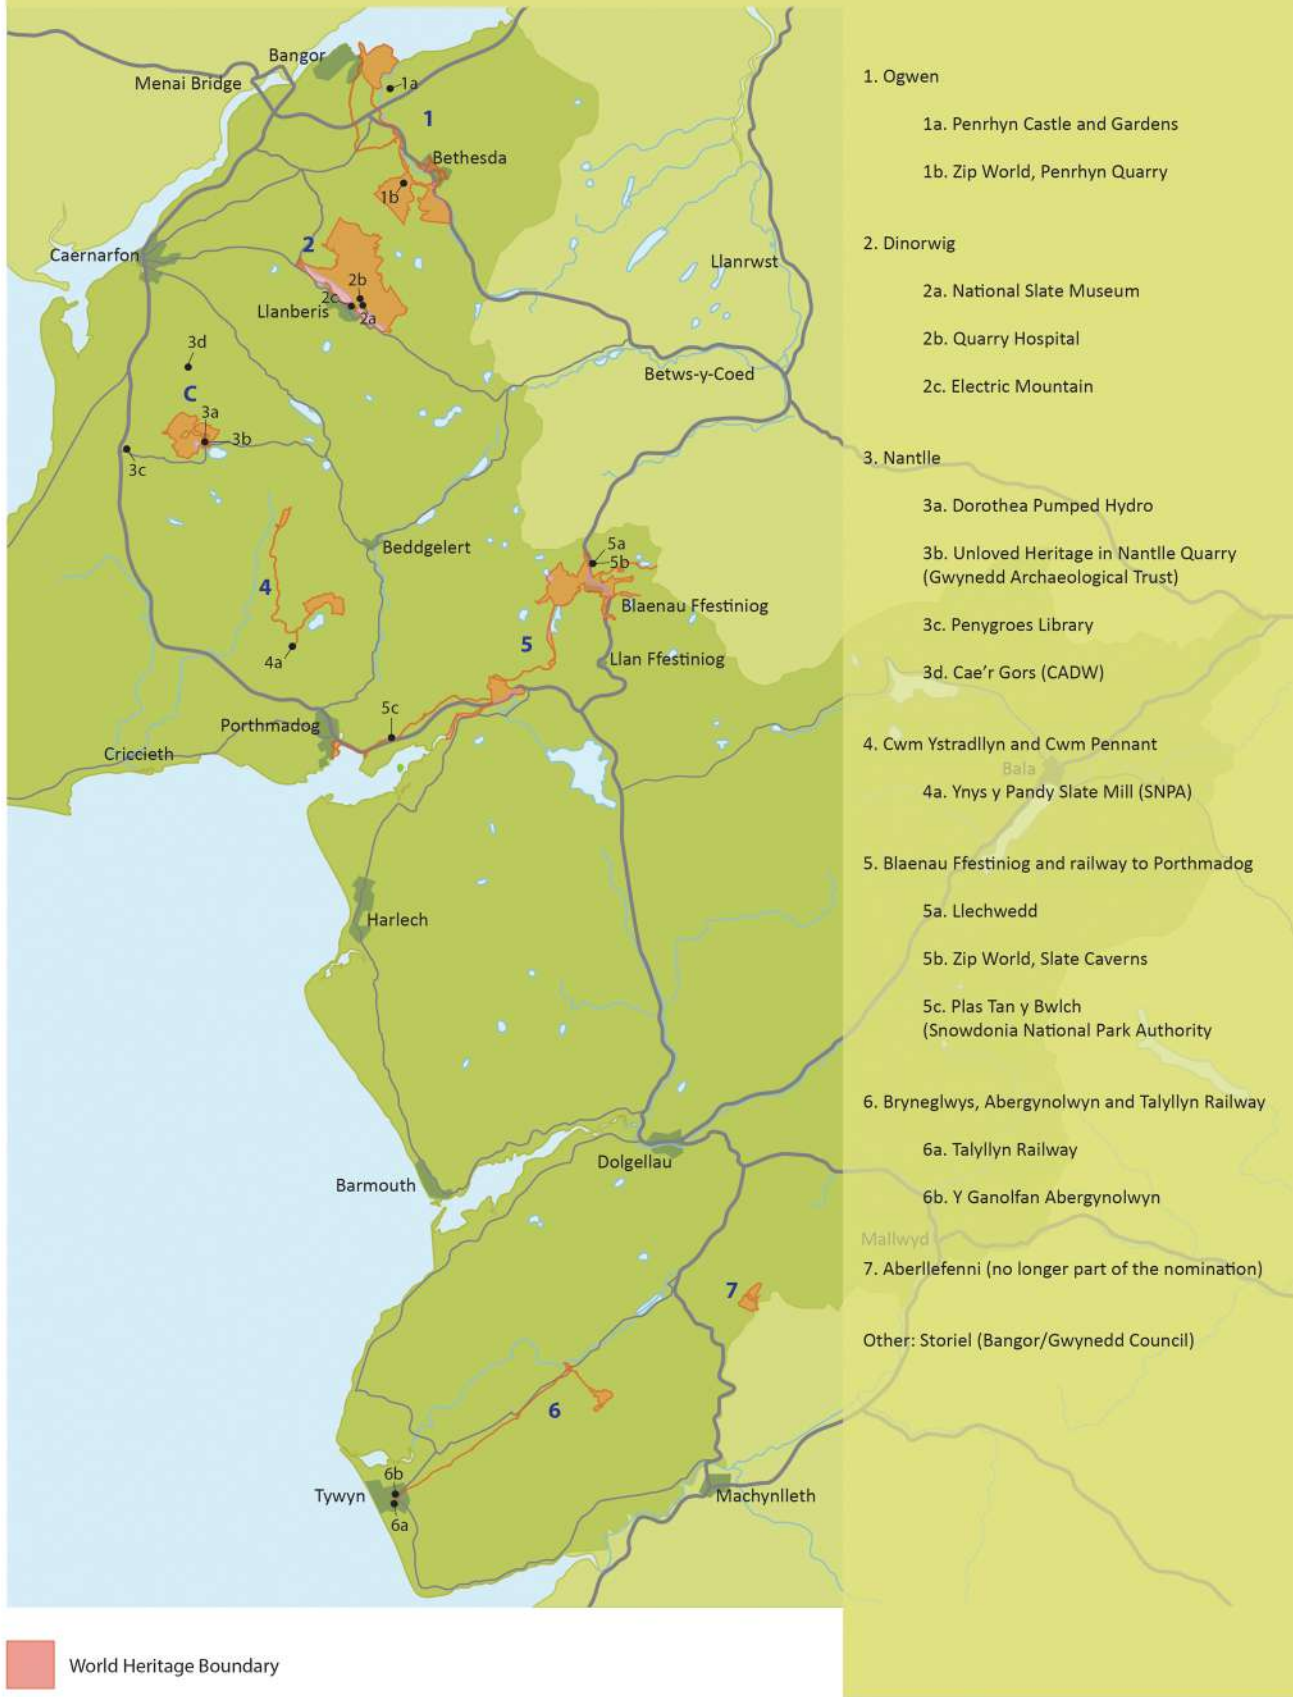 Bangor
Menai Bridge
1a
1
Bethesda
1b
Caernarfon
2
2b
2c
Llanberis
2a
Llanrwst
3d
Betws-y-Coed
C
3a
3b
3c
Beddgelert
5a
5b
4
Blaenau Ffestiniog
5
4a
Llan Ffestiniog
5c
Porthmadog
Criccieth
Harlech
Dolgellau
Barmouth
7
6
6b
Tywyn
6a
Machynlleth
1. Ogwen
1a. Penrhyn Castle and Gardens
1b. Zip World, Penrhyn Quarry
2. Dinorwig
2a. National Slate Museum
2b. Quarry Hospital
2c. Electric Mountain
3. Nantlle
3a. Dorothea Pumped Hydro
3b. Unloved Heritage in Nantlle Quarry
(Gwynedd Archaeological Trust)
3c. Penygroes Library
3d. Cae’r Gors (CADW)
4. Cwm Ystradllyn and Cwm Pennant
Bala
4a. Ynys y Pandy Slate Mill (SNPA)
5. Blaenau Ffestiniog and railway to Porthmadog
5a. Llechwedd
5b. Zip World, Slate Caverns
5c. Plas Tan y Bwlch
(Snowdonia National Park Authority
6. Bryneglwys, Abergynolwyn and Talyllyn Railway
6a. Talyllyn Railway
6b. Y Ganolfan Abergynolwyn
Mallwyd
7. Aberllefenni (no longer part of the nomination)
Other: Storiel (Bangor/Gwynedd Council)
World Heritage Boundary